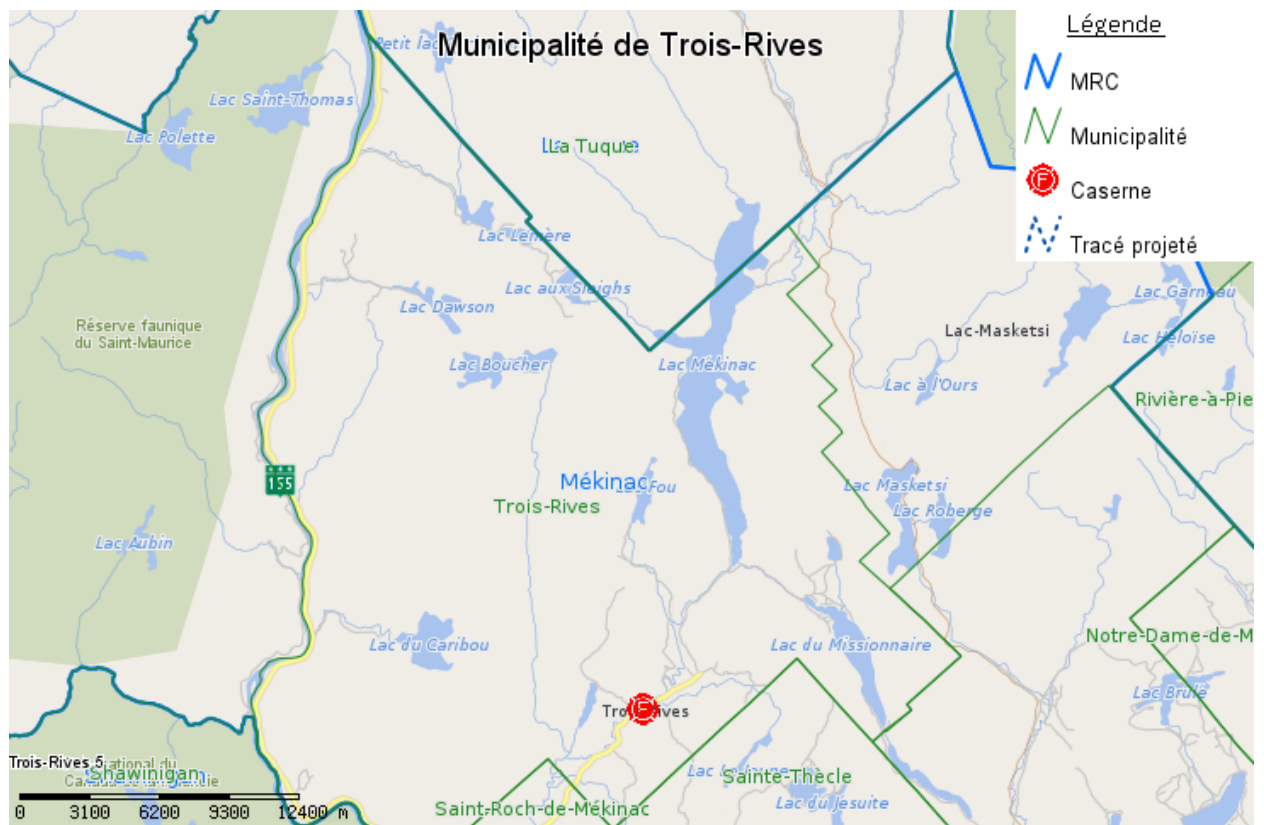 Municipalité de Trois-Rives
Légende
MRC
Municipalité
Caserne
Tracé projeté
Petit lac
Lac Saint-Thomas
Lac Polette
La Tuque
Lac Lemère
Lac aux Sleighs
Lac Dawson
Lac Boucher
Lac Mékinac
Lac Garneau
Lac Héloïse
Lac-Masketsi
Lac à l'Ours
Rivière-à-Pie
Réserve faunique
du Saint-Maurice
155
Mékinac
Fou
Trois-Rives
Lac Masketsi
Lac Roberge
Lac Aubin
Lac du Caribou
Lac du Missionnaire
Notre-Dame-de-M
Lac Brûlé
F
Trois-Rives
Trois-Rives 5
ational du
Shawinigan
Sainte-Thècle
Lac du Jesuite
Saint-Roch-de-Mékinac
0 3100 6200 9300 12400 m